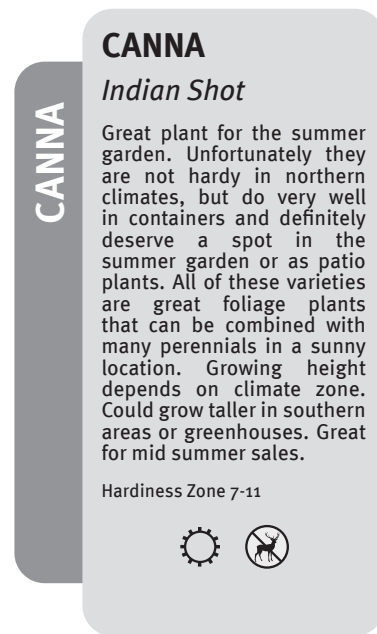 CANNA
CANNA
Indian Shot
Great plant for the summer
garden. Unfortunately they
are not hardy in northern
climates, but do very well
in containers and definitely
deserve a spot in the
summer garden or as patio
plants. All of these varieties
are great foliage plants
that can be combined with
many perennials in a sunny
location. Growing height
depends on climate zone.
Could grow taller in southern
areas or greenhouses. Great
for mid summer sales.
Hardiness Zone 7-11